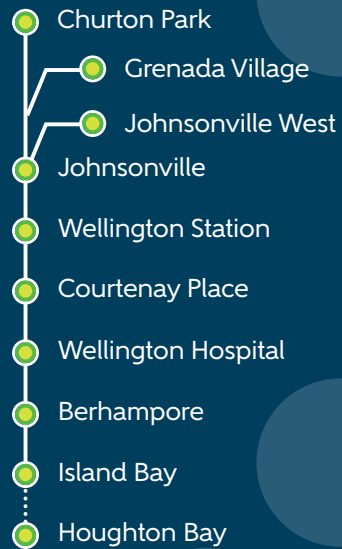 Churton Park
Grenada Village
Johnsonville West
Johnsonville
Wellington Station
Courtenay Place
Wellington Hospital
Berhampore
Island Bay
Houghton Bay